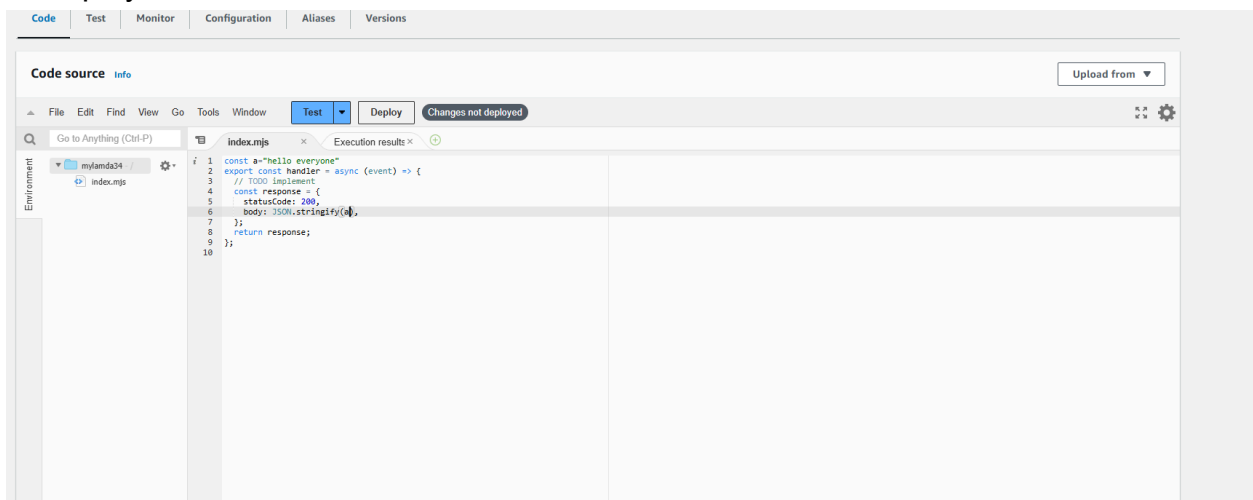 Code Test Monitor Configuration Aliases Versions
Code source Info
Upload from
File Edit Find View Go Tools Window Test Deploy Changes not deployed
Go to Anything (Ctrl-P)
index.mjs × Execution results ×
Environment
mylamda34 - /
index.mjs
i 1 const a="hello everyone"
2 export const handler = async (event) => {
3 // TODO implement
4 const response = {
5 statusCode: 200,
6 body: JSON.stringify(a),
7 };
8 return response;
9 };
10